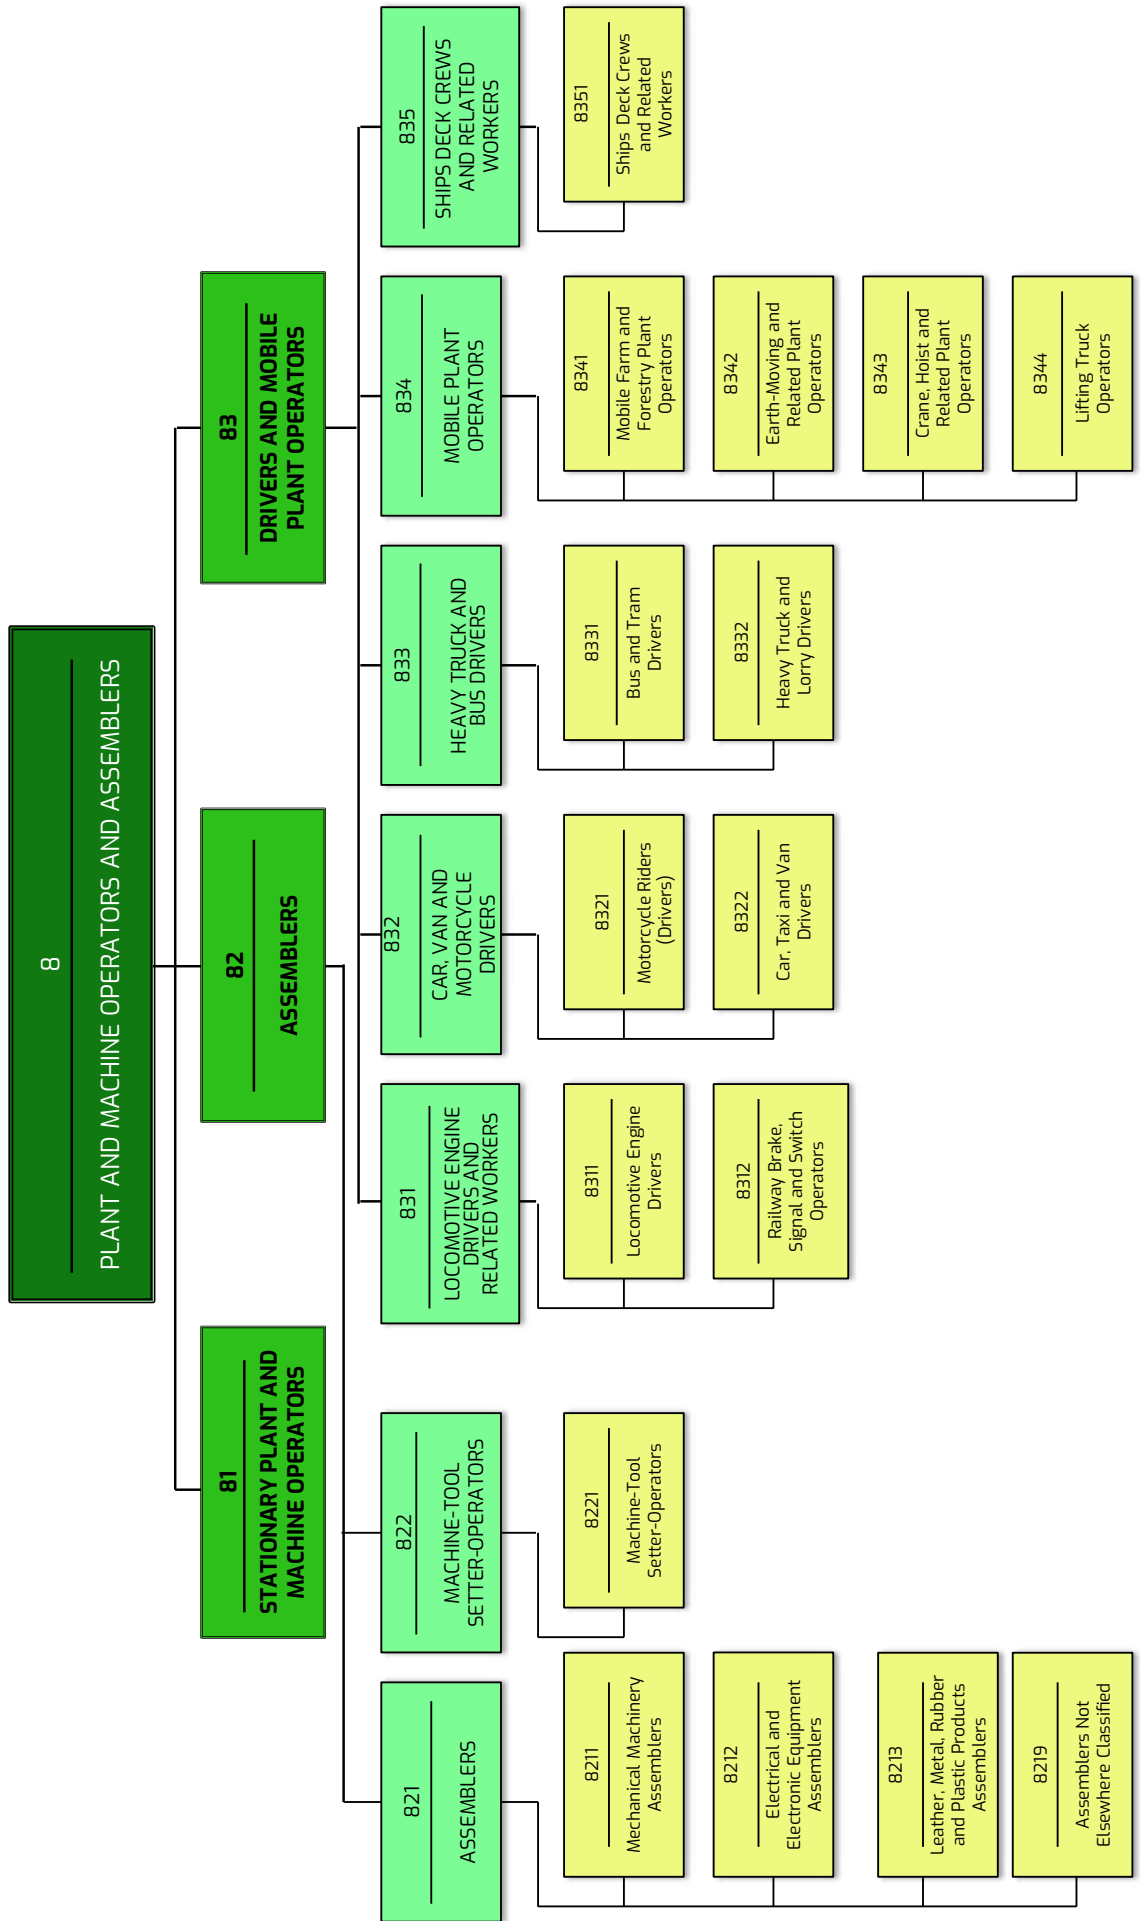 8
PLANT AND MACHINE OPERATORS AND ASSEMBLERS
81
STATIONARY PLANT AND
MACHINE OPERATORS
82
ASSEMBLERS
83
DRIVERS AND MOBILE
PLANT OPERATORS
821
ASSEMBLERS
822
MACHINE-TOOL
SETTER-OPERATORS
831
LOCOMOTIVE ENGINE
DRIVERS AND
RELATED WORKERS
832
CAR, VAN AND
MOTORCYCLE
DRIVERS
833
HEAVY TRUCK AND
BUS DRIVERS
834
MOBILE PLANT
OPERATORS
835
SHIPS DECK CREWS
AND RELATED
WORKERS
8211
Mechanical Machinery
Assemblers
8221
Machine-Tool
Setter-Operators
8311
Locomotive Engine
Drivers
8321
Motorcycle Riders
(Drivers)
8331
Bus and Tram
Drivers
8341
Mobile Farm and
Forestry Plant
Operators
8351
Ships Deck Crews
and Related
Workers
8212
Electrical and
Electronic Equipment
Assemblers
8312
Railway Brake,
Signal and Switch
Operators
8322
Car, Taxi and Van
Drivers
8332
Heavy Truck and
Lorry Drivers
8342
Earth-Moving and
Related Plant
Operators
8213
Leather, Metal, Rubber
and Plastic Products
Assemblers
8343
Crane, Hoist and
Related Plant
Operators
8219
Assemblers Not
Elsewhere Classified
8344
Lifting Truck
Operators